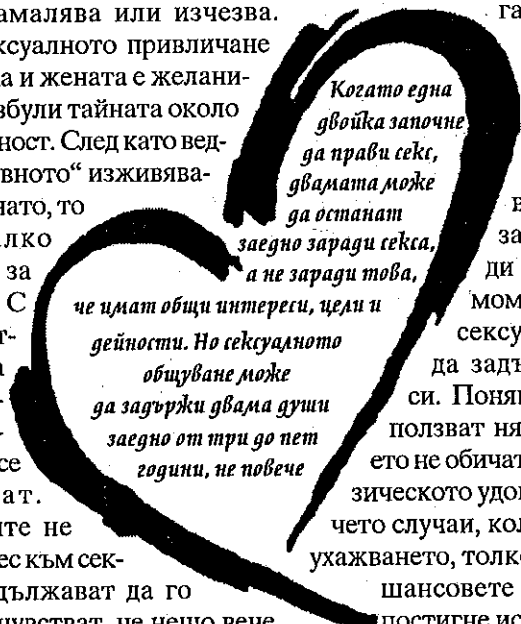 амалява или изчезва.
ксуалното привличане
а и жената е желани-
збули тайната около
ност. След като вед-
вното“ изживява-
нато, то
лко
за
С
т-
а
-
-
се
ат.
ите не
ес към сек-
дължават да го
чувстват, че нещо вече
Когато една
двойка започне
да прави секс,
двамата може
да останат
заедно заради секса,
а не заради това,
че имат общи интереси, цели и
дейности. Но сексуалното
общуване може
да задържи двама души
заедно от три до пет
години, не повече
га
в
за
ди
мом
сексу
да задъ
си. Поня
ползват ня
ето не обичат
зическото удо
чето случаи, кол
ухажването, толк
шансовете
постигне ис